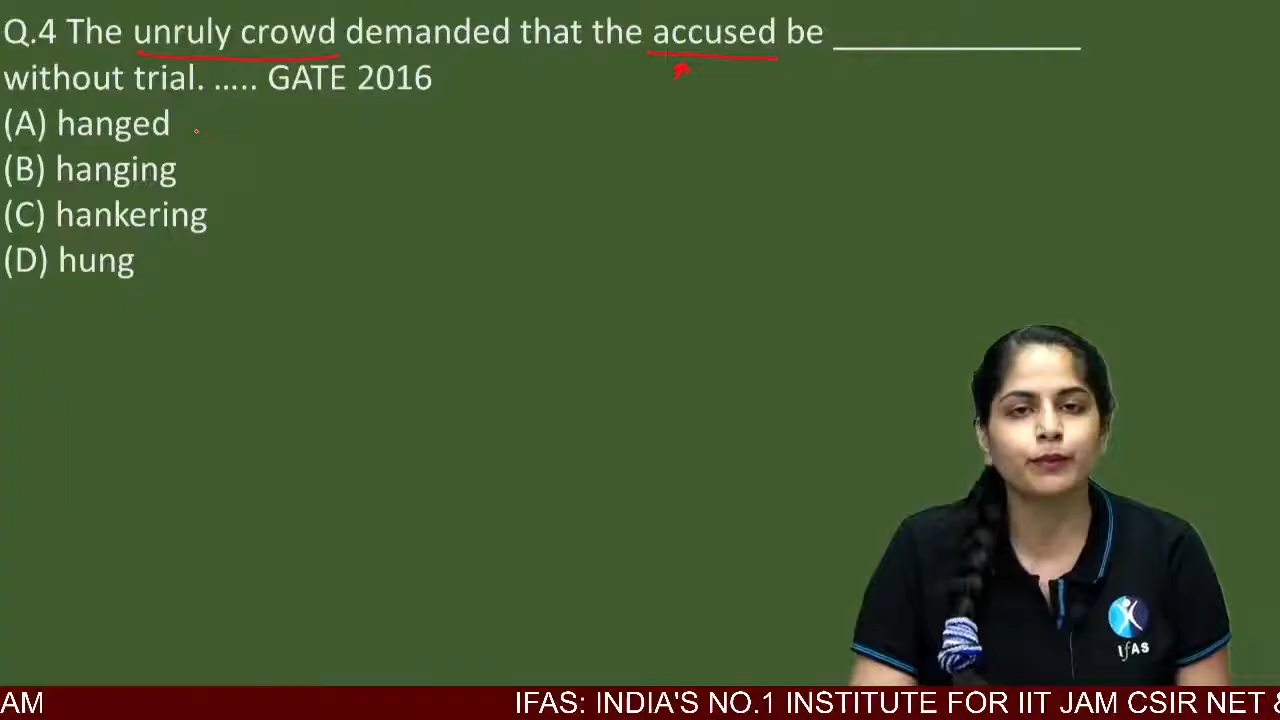 Q.4 The unruly crowd demanded that the accused be _______________
without trial. ..... GATE 2016
(A) hanged
(B) hanging
(C) hankering
(D) hung
IFAS
AM IFAS: INDIA'S NO.1 INSTITUTE FOR IIT JAM CSIR NET &